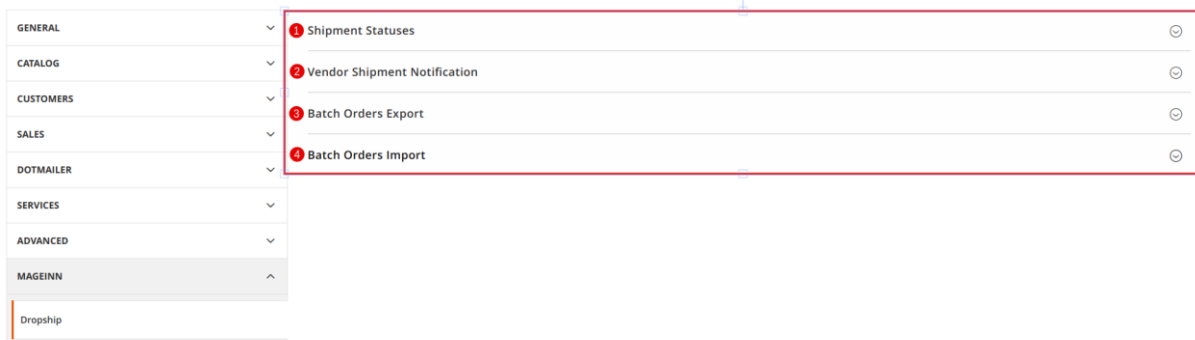 GENERAL
CATALOG
CUSTOMERS
SALES
DOTMAILER
SERVICES
ADVANCED
MAGEINN
Dropship
1 Shipment Statuses
2 Vendor Shipment Notification
3 Batch Orders Export
4 Batch Orders Import